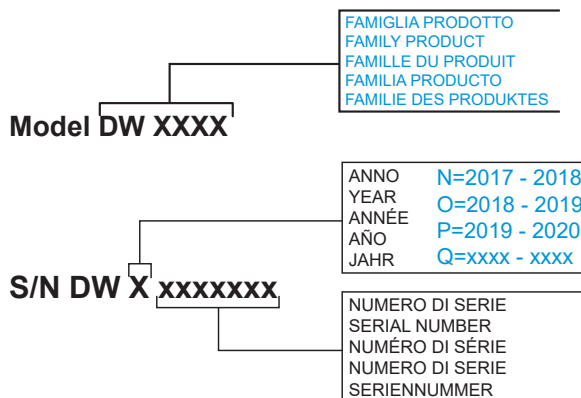 FAMIGLIA PRODOTTO
FAMILY PRODUCT
FAMILLE DU PRODUIT
FAMILIA PRODUCTO
FAMILIE DES PRODUKTES
Model DW XXXX
ANNO
YEAR
ANNÉE
AÑO
JAHR
N=2017 - 2018
O=2018 - 2019
P=2019 - 2020
Q=xxxx - xxxx
S/N DW X xxxxxxx
NUMERO DI SERIE
SERIAL NUMBER
NUMÉRO DI SÉRIE
NUMERO DI SERIE
SERIENNUMMER